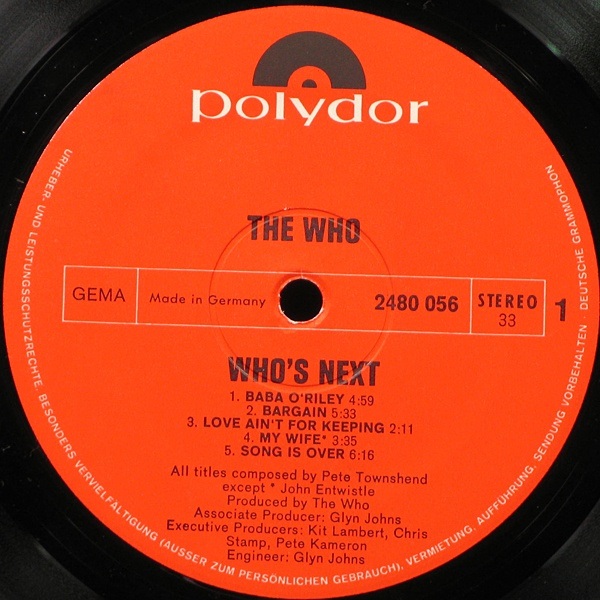 polydor
THE WHO
GEMA
Made in Germany
2480 056
STEREO
33
1
WHO'S NEXT
1. BABA O'RILEY 4:59
2. BARGAIN 5:33
3. LOVE AIN'T FOR KEEPING 2:11
4. MY WIFE* 3:35
5. SONG IS OVER 6:16
All titles composed by Pete Townshend
except * John Entwistle
Produced by The Who
Associate Producer: Glyn Johns
Executive Producers: Kit Lambert, Chris
Stamp, Pete Kameron
Engineer: Glyn Johns
URHEBER- UND LEISTUNGSSCHUTZRECHTE. BESONDERS VERVIELFÄLTIGUNG (AUSSER ZUM PERSÖNLICHEN GEBRAUCH), VERMIETUNG, AUFFÜHRUNG, SENDUNG VORBEHALTEN DEUTSCHE GRAMMOPHON